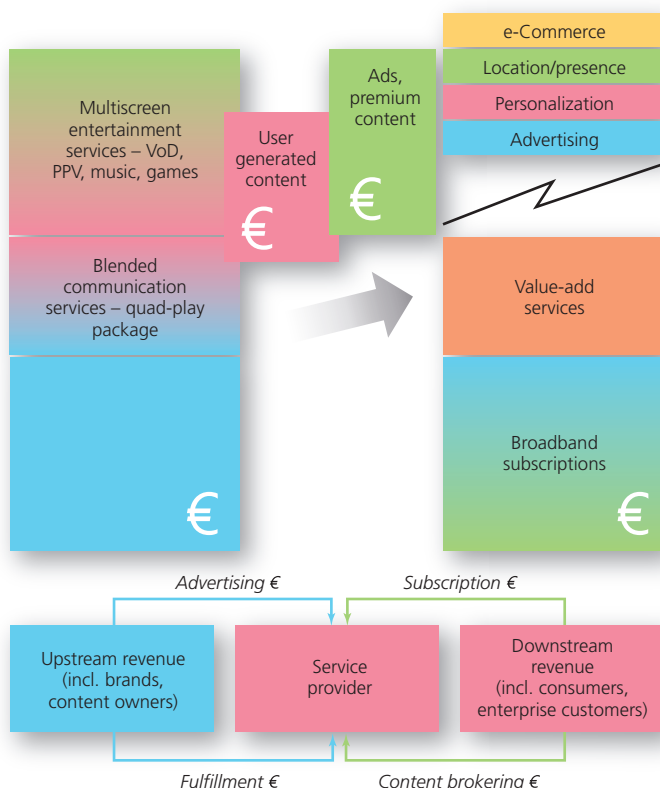 Multiscreen
entertainment
services – VoD,
PPV, music, games
Blended
communication
services – quad-play
package
€
User
generated
content
€
Ads,
premium
content
€
e-Commerce
Location/presence
Personalization
Advertising
Value-add
services
Broadband
subscriptions
€
Advertising €
Subscription €
Upstream revenue
(incl. brands,
content owners)
Service
provider
Downstream
revenue
(incl. consumers,
enterprise customers)
Fulfillment €
Content brokering €